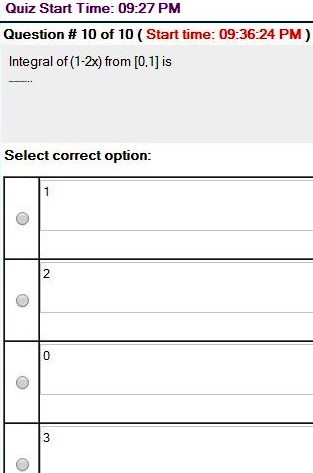 Quiz Start Time: 09:27 PM
Question # 10 of 10 ( Start time: 09:36:24 PM )
Integral of (1-2x) from [0,1] is
_____..
Select correct option:
1
2
0
3